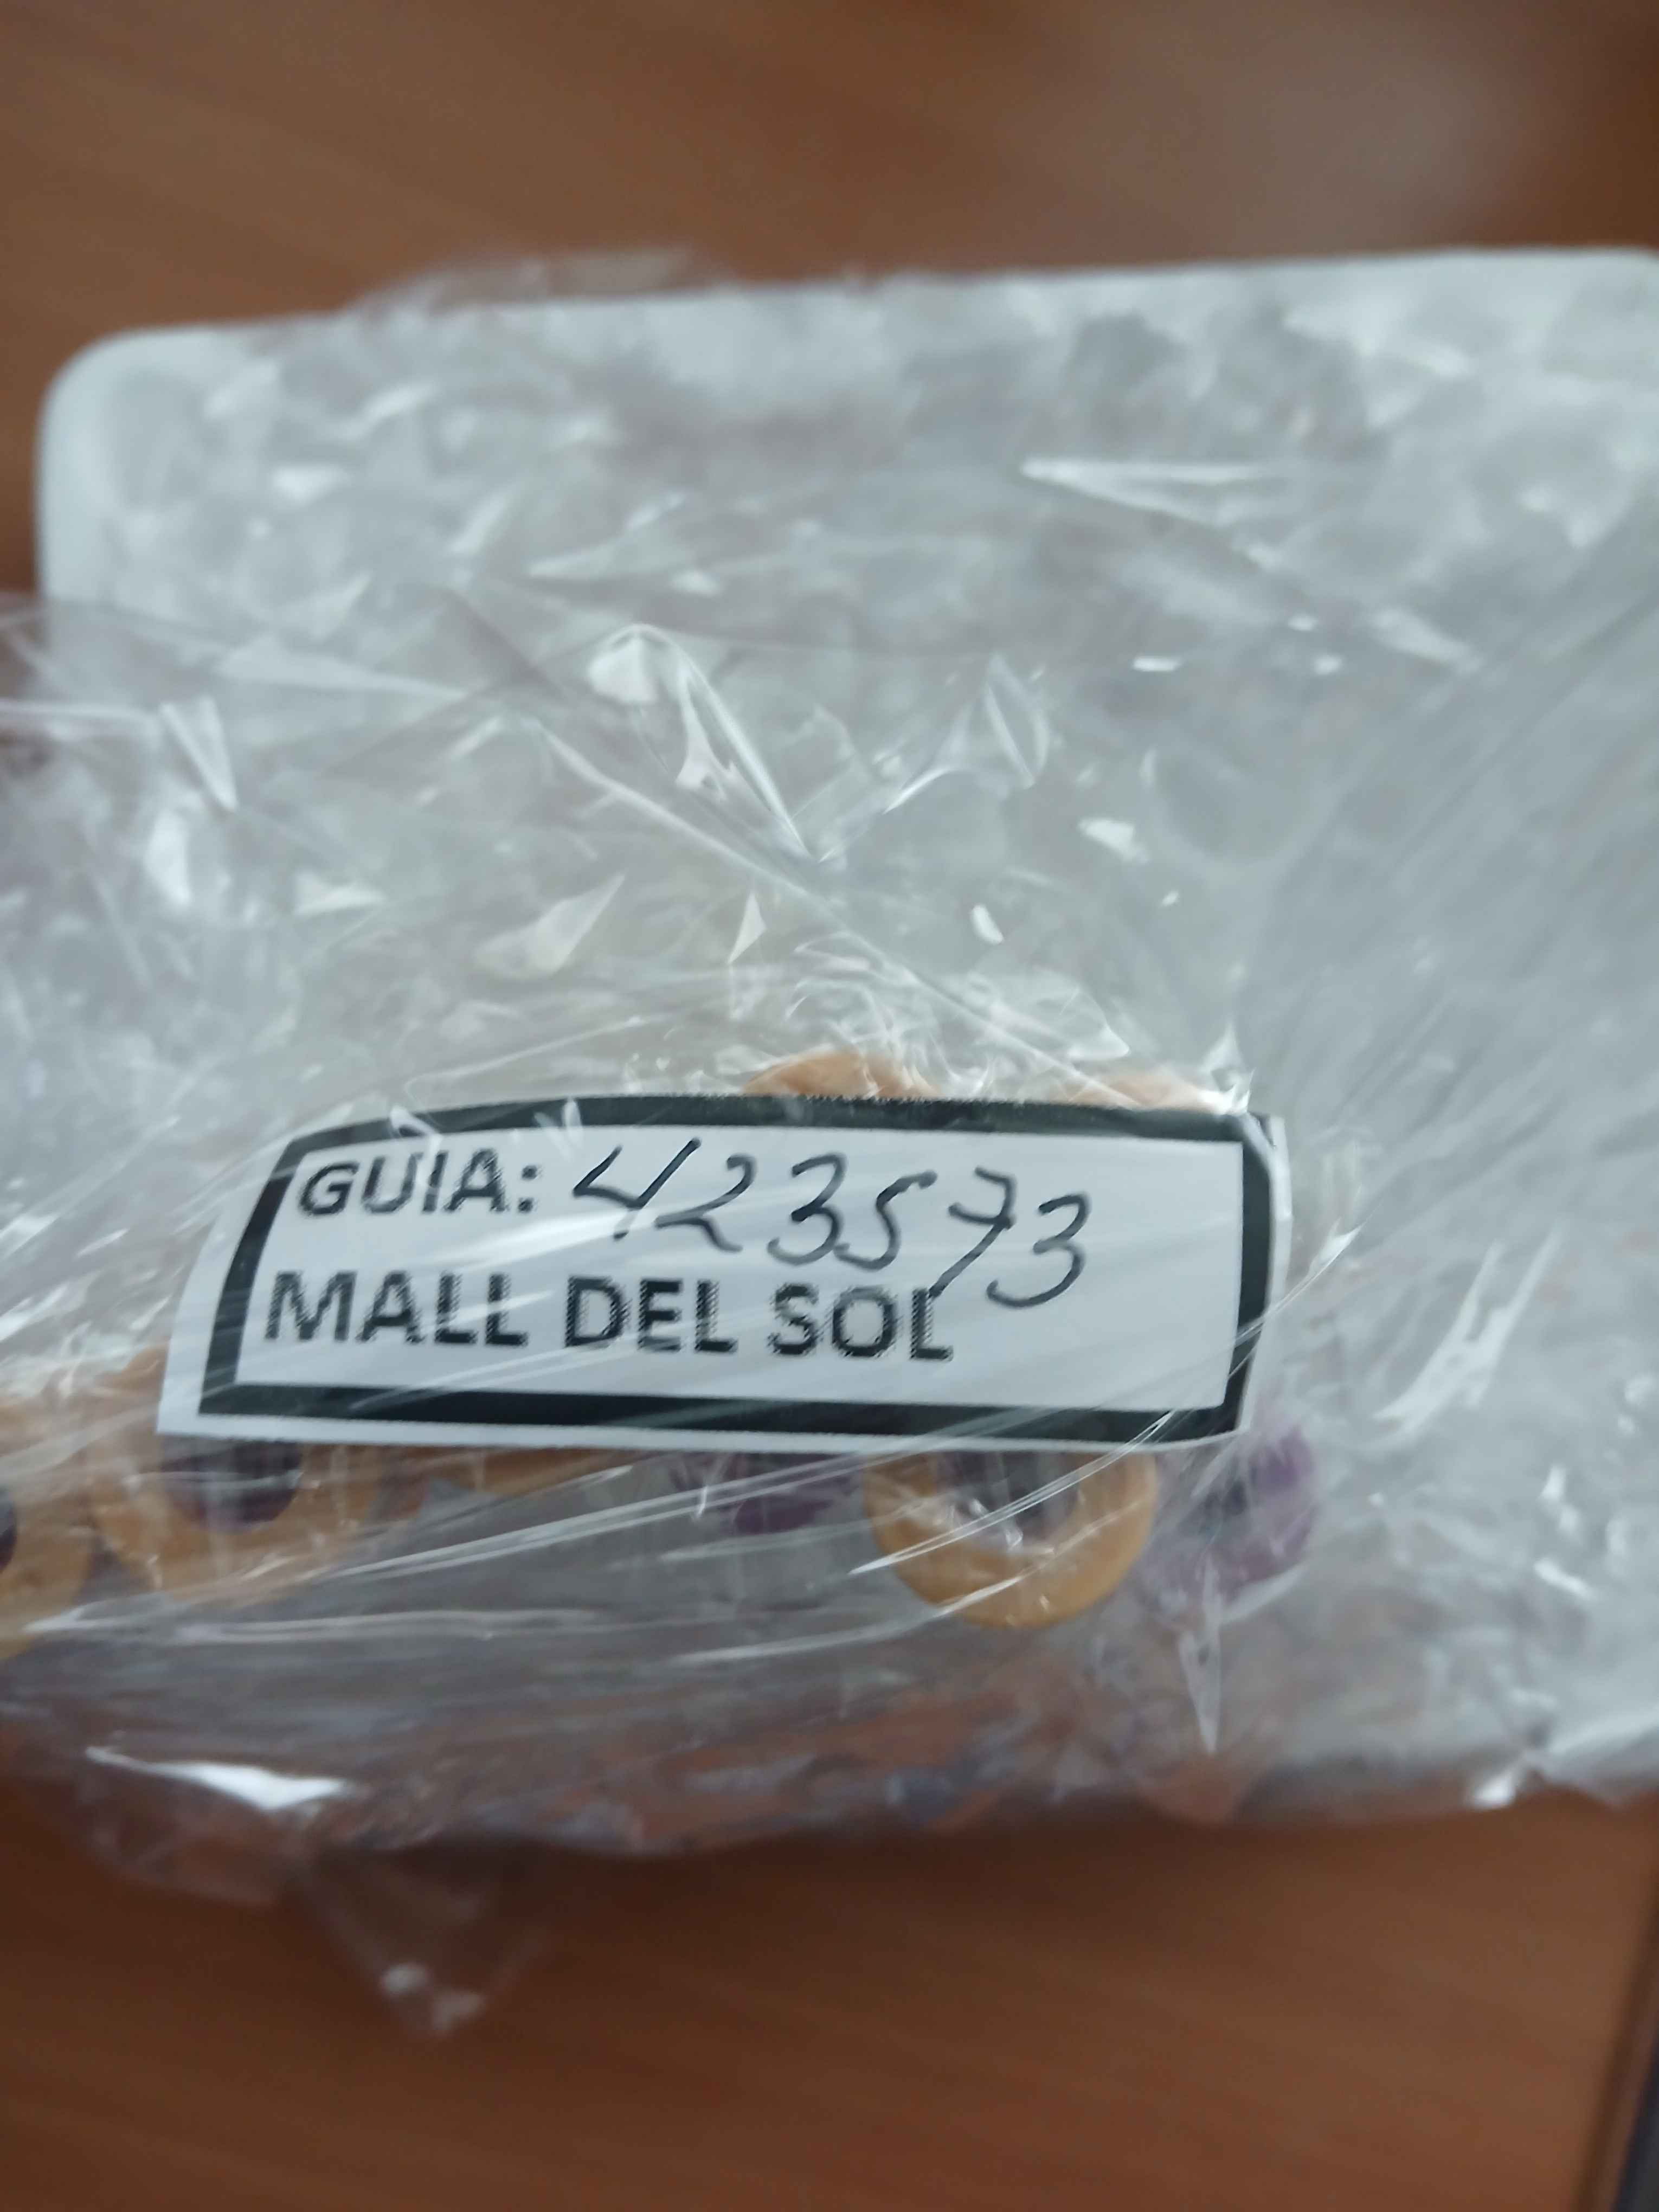 GUIA: 423573
MALL DEL SOL